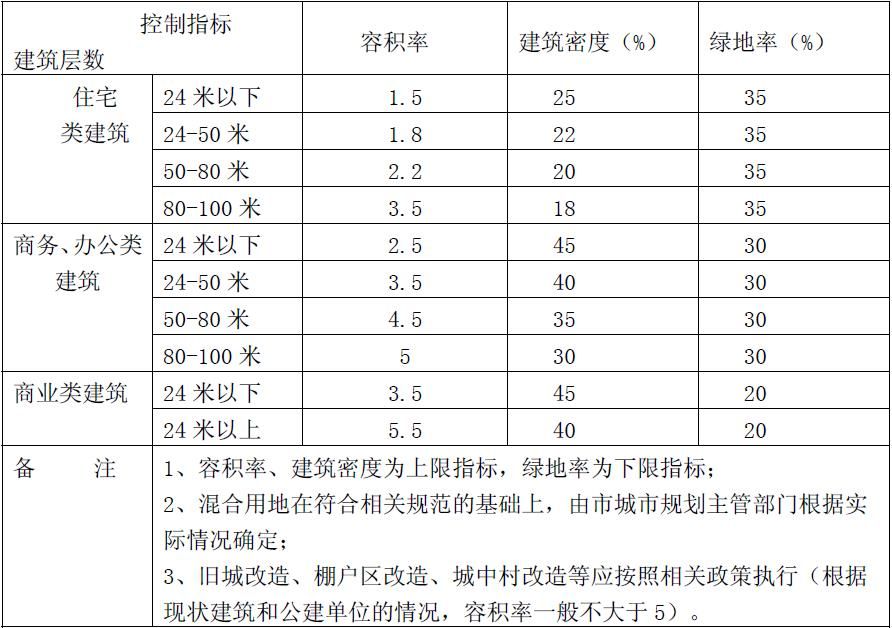 控制指标
建筑层数
容积率
建筑密度（%）
绿地率（%）
住宅
类建筑
24 米以下 1.5 25 35
24-50 米 1.8 22 35
50-80 米 2.2 20 35
80-100 米 3.5 18 35
商务、办公类
建筑
24 米以下 2.5 45 30
24-50 米 3.5 40 30
50-80 米 4.5 35 30
80-100 米 5 30 30
商业类建筑
24 米以下 3.5 45 20
24 米以上 5.5 40 20
备 注
1、容积率、建筑密度为上限指标，绿地率为下限指标；
2、混合用地在符合相关规范的基础上，由市城市规划主管部门根据实
际情况确定；
3、旧城改造、棚户区改造、城中村改造等应按照相关政策执行（根据
现状建筑和公建单位的情况，容积率一般不大于5）。